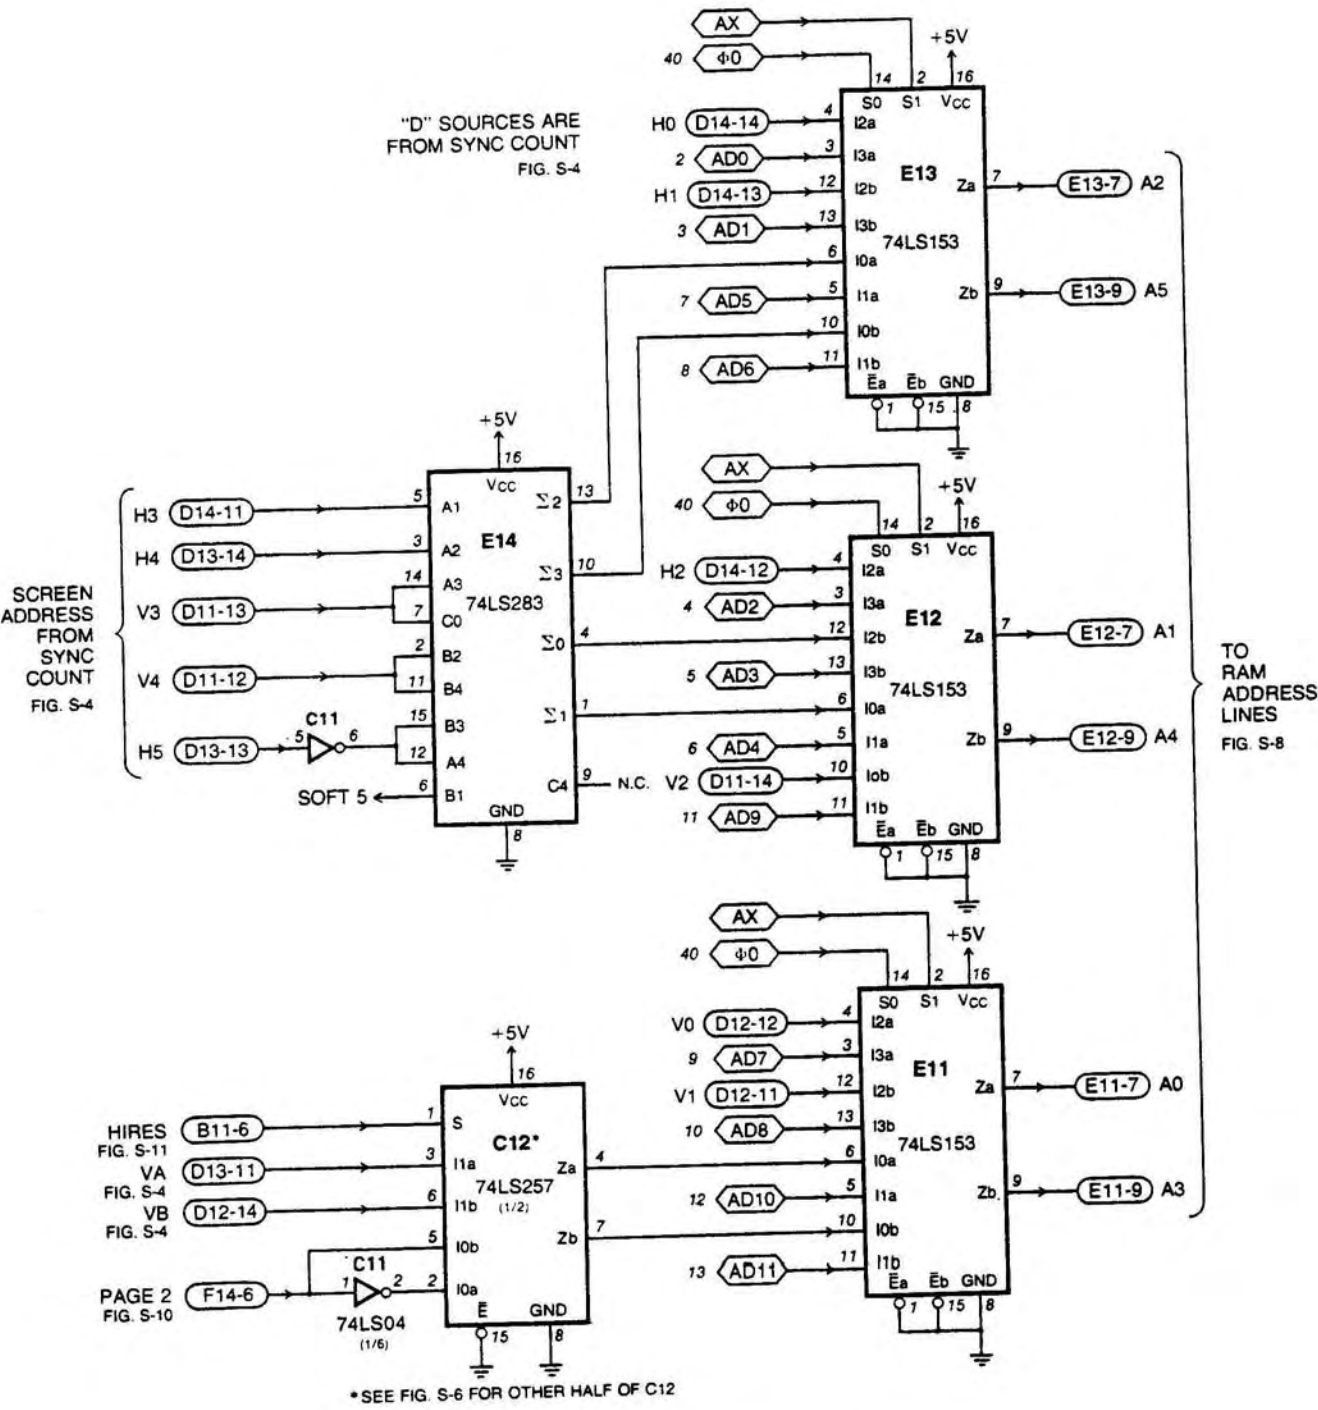 AX
40 Φ0
+5V
14 2 16
S0 S1 VCC
"D" SOURCES ARE
FROM SYNC COUNT
FIG. S-4
H0 D14-14 4 I2a
2 AD0 3 I3a
E13
H1 D14-13 12 I2b
Za 7 E13-7 A2
3 AD1 13 I3b
74LS153
6 I0a
7 AD5 5 I1a
Zb 9 E13-9 A5
10 I0b
8 AD6 11 I1b
Ea Eb GND
1 15 8
+5V
16
VCC
SCREEN
ADDRESS
FROM
SYNC
COUNT
FIG. S-4
H3 D14-11 5 A1
Σ2 13
E14
H4 D13-14 3 A2
Σ3 10
14 A3
74LS283
V3 D11-13
7 C0
Σ0 4
2 B2
V4 D11-12
11 B4
Σ1 1
C11
15 B3
H5 D13-13 5 6
12 A4
SOFT 5 6 B1
C4 9 N.C.
GND
8
AX
40 Φ0
+5V
14 2 16
S0 S1 VCC
H2 D14-12 4 I2a
4 AD2 3 I3a
E12
12 I2b
Za 7 E12-7 A1
5 AD3 13 I3b
74LS153
6 I0a
6 AD4 5 I1a
Zb 9 E12-9 A4
V2 D11-14 10 I0b
11 AD9 11 I1b
Ea Eb GND
1 15 8
TO
RAM
ADDRESS
LINES
FIG. S-8
AX
40 Φ0
+5V
14 2 16
S0 S1 VCC
V0 D12-12 4 I2a
9 AD7 3 I3a
E11
V1 D12-11 12 I2b
Za 7 E11-7 A0
10 AD8 13 I3b
74LS153
6 I0a
12 AD10 5 I1a
Zb 9 E11-9 A3
10 I0b
13 AD11 11 I1b
Ea Eb GND
1 15 8
+5V
16
VCC
HIRES B11-6 1 S
FIG. S-11
C12*
VA D13-11 3 I1a
Za 4
FIG. S-4
74LS257
(1/2)
VB D12-14 6 I1b
FIG. S-4
Zb 7
5 I0b
C11
PAGE 2 F14-6 1 2 2 I0a
FIG. S-10
74LS04
(1/6)
E GND
15 8
*SEE FIG. S-6 FOR OTHER HALF OF C12